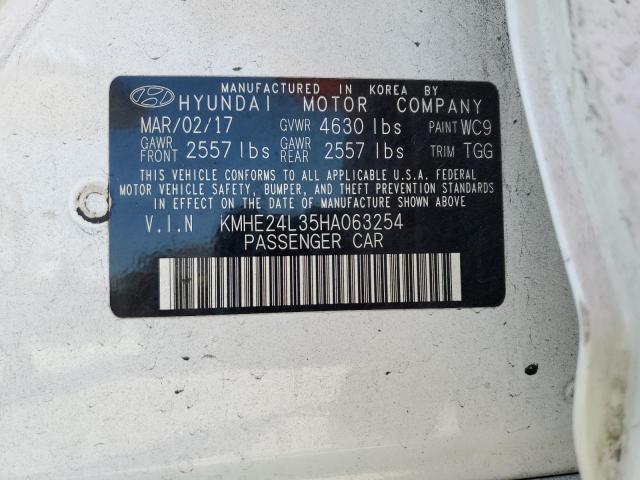 MANUFACTURED IN KOREA BY
HYUNDAI MOTOR COMPANY
MAR/02/17 GVWR 4630 lbs PAINT WC9
GAWR FRONT 2557 lbs GAWR REAR 2557 lbs TRIM TGG
THIS VEHICLE CONFORMS TO ALL APPLICABLE U.S.A. FEDERAL
MOTOR VEHICLE SAFETY, BUMPER, AND THEFT PREVENTION STANDARDS
IN EFFECT ON THE DATE OF MANUFACTURE SHOWN ABOVE.
V.I.N KMHE24L35HA063254
PASSENGER CAR